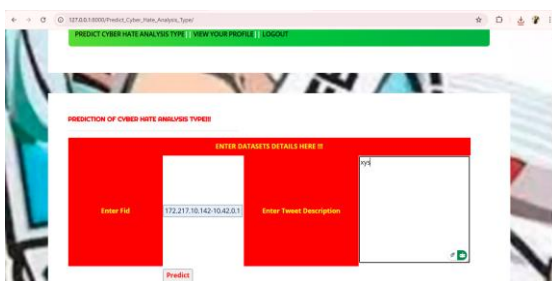 127.0.0.1:8000/Predict_Cyber_Hate_Analysis_Type/
PREDICT CYBER HATE ANALYSIS TYPE || VIEW YOUR PROFILE || LOGOUT
PREDICTION OF CYBER HATE ANALYSIS TYPE!!!
ENTER DATASETS DETAILS HERE !!!
Enter Fid 172.217.10.142-10.42.0.1 Enter Tweet Description xys
Predict